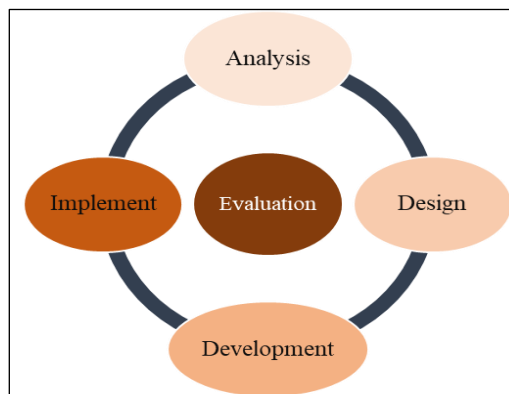 Analysis
Implement
Evaluation
Design
Development